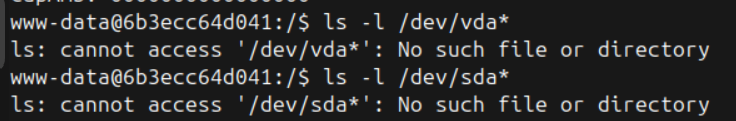 www-data@6b3ecc64d041:/$ ls -l /dev/vda*
ls: cannot access '/dev/vda*': No such file or directory
www-data@6b3ecc64d041:/$ ls -l /dev/sda*
ls: cannot access '/dev/sda*': No such file or directory